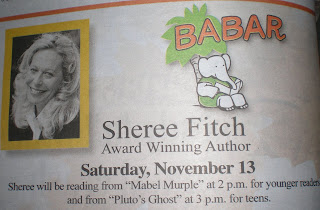 BABAR
Sheree Fitch
Award Winning Author
Saturday, November 13
Sheree will be reading from “Mabel Murple” at 2 p.m. for younger readers
and from “Pluto’s Ghost” at 3 p.m. for teens.